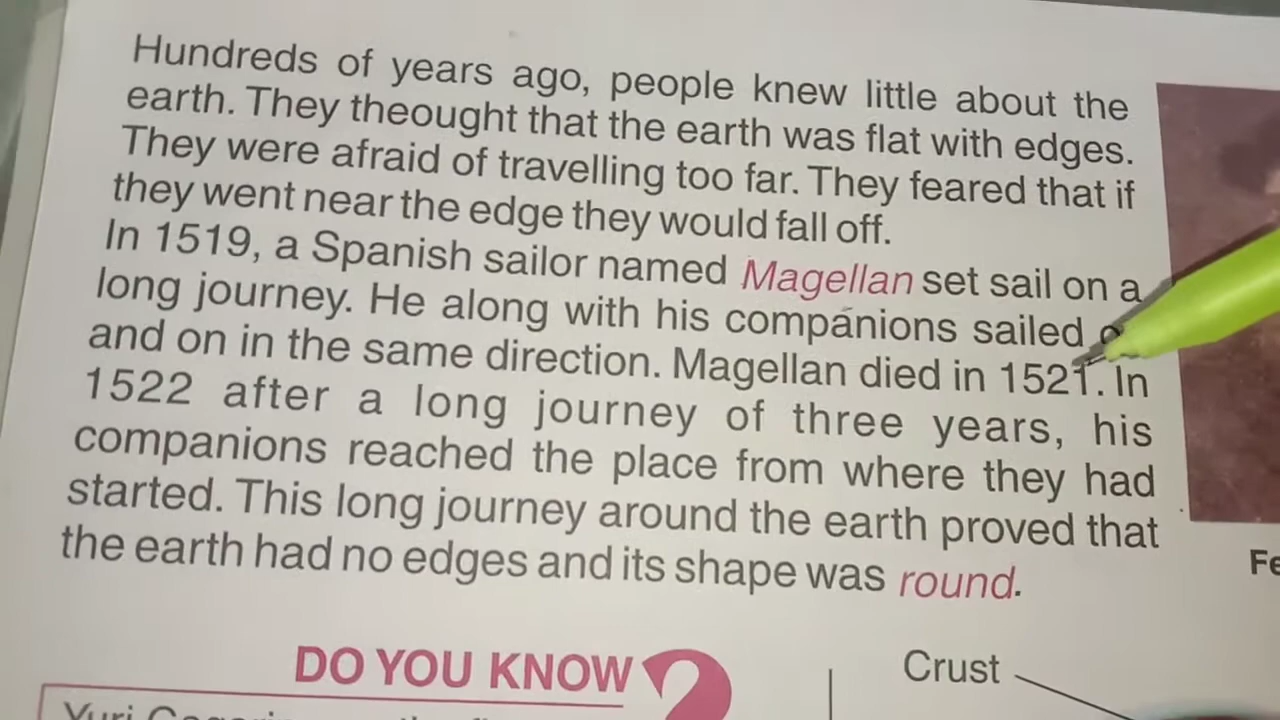 Hundreds of years ago, people knew little about the
earth. They theought that the earth was flat with edges.
They were afraid of travelling too far. They feared that if
they went near the edge they would fall off.
In 1519, a Spanish sailor named Magellan set sail on a
long journey. He along with his companions sailed
and on in the same direction. Magellan died in 1521. In
1522 after a long journey of three years, his
companions reached the place from where they had
started. This long journey around the earth proved that
the earth had no edges and its shape was round.
DO YOU KNOW ?
Crust